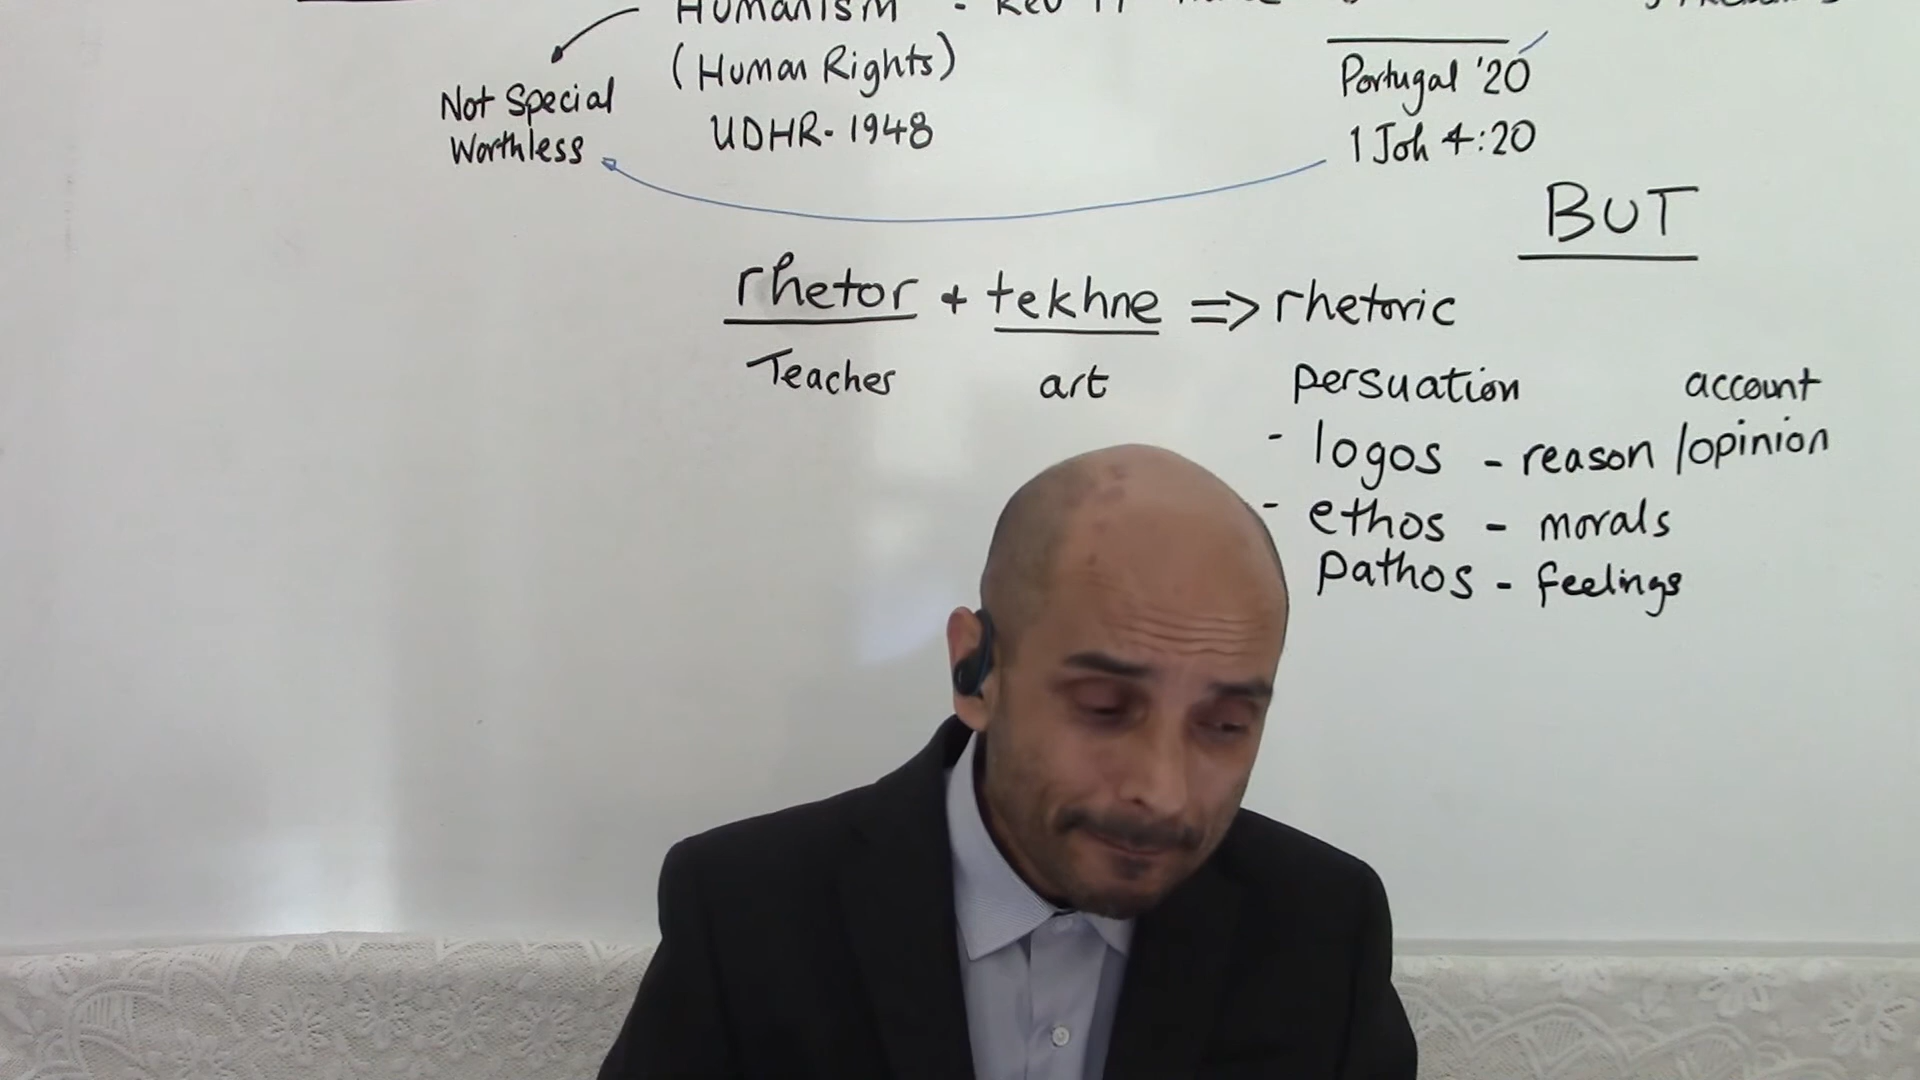 Humanism - Rev
(Human Rights)
UDHR - 1948
Not Special
Worthless
Portugal '20
1 Joh 4:20
BUT
rhetor + tekhne => rhetoric
Teacher art persuation account
- logos - reason /opinion
- ethos - morals
pathos - feelings